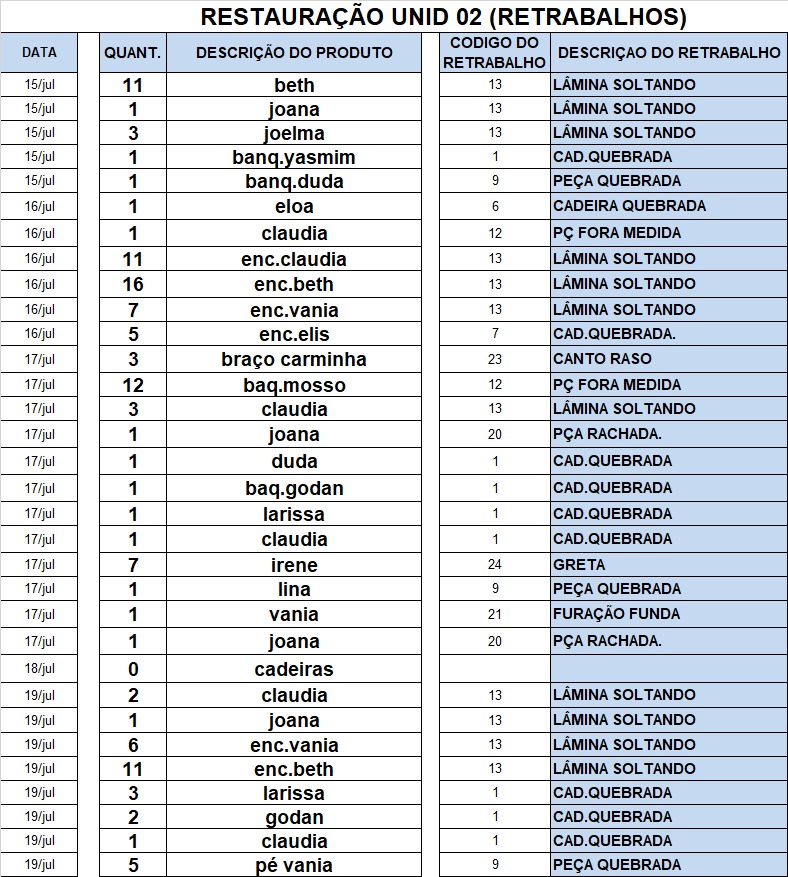 RESTAURAÇÃO UNID 02 (RETRABALHOS)
DATA QUANT. DESCRIÇÃO DO PRODUTO CODIGO DO RETRABALHO DESCRIÇAO DO RETRABALHO
15/jul 11 beth 13 LÂMINA SOLTANDO
15/jul 1 joana 13 LÂMINA SOLTANDO
15/jul 3 joelma 13 LÂMINA SOLTANDO
15/jul 1 banq.yasmim 1 CAD.QUEBRADA
15/jul 1 banq.duda 9 PEÇA QUEBRADA
16/jul 1 eloa 6 CADEIRA QUEBRADA
16/jul 1 claudia 12 PÇ FORA MEDIDA
16/jul 11 enc.claudia 13 LÂMINA SOLTANDO
16/jul 16 enc.beth 13 LÂMINA SOLTANDO
16/jul 7 enc.vania 13 LÂMINA SOLTANDO
16/jul 5 enc.elis 7 CAD.QUEBRADA.
17/jul 3 braço carminha 23 CANTO RASO
17/jul 12 baq.mosso 12 PÇ FORA MEDIDA
17/jul 3 claudia 13 LÂMINA SOLTANDO
17/jul 1 joana 20 PÇA RACHADA.
17/jul 1 duda 1 CAD.QUEBRADA
17/jul 1 baq.godan 1 CAD.QUEBRADA
17/jul 1 larissa 1 CAD.QUEBRADA
17/jul 1 claudia 1 CAD.QUEBRADA
17/jul 7 irene 24 GRETA
17/jul 1 lina 9 PEÇA QUEBRADA
17/jul 1 vania 21 FURAÇÃO FUNDA
17/jul 1 joana 20 PÇA RACHADA.
18/jul 0 cadeiras
19/jul 2 claudia 13 LÂMINA SOLTANDO
19/jul 1 joana 13 LÂMINA SOLTANDO
19/jul 6 enc.vania 13 LÂMINA SOLTANDO
19/jul 11 enc.beth 13 LÂMINA SOLTANDO
19/jul 3 larissa 1 CAD.QUEBRADA
19/jul 2 godan 1 CAD.QUEBRADA
19/jul 1 claudia 1 CAD.QUEBRADA
19/jul 5 pé vania 9 PEÇA QUEBRADA